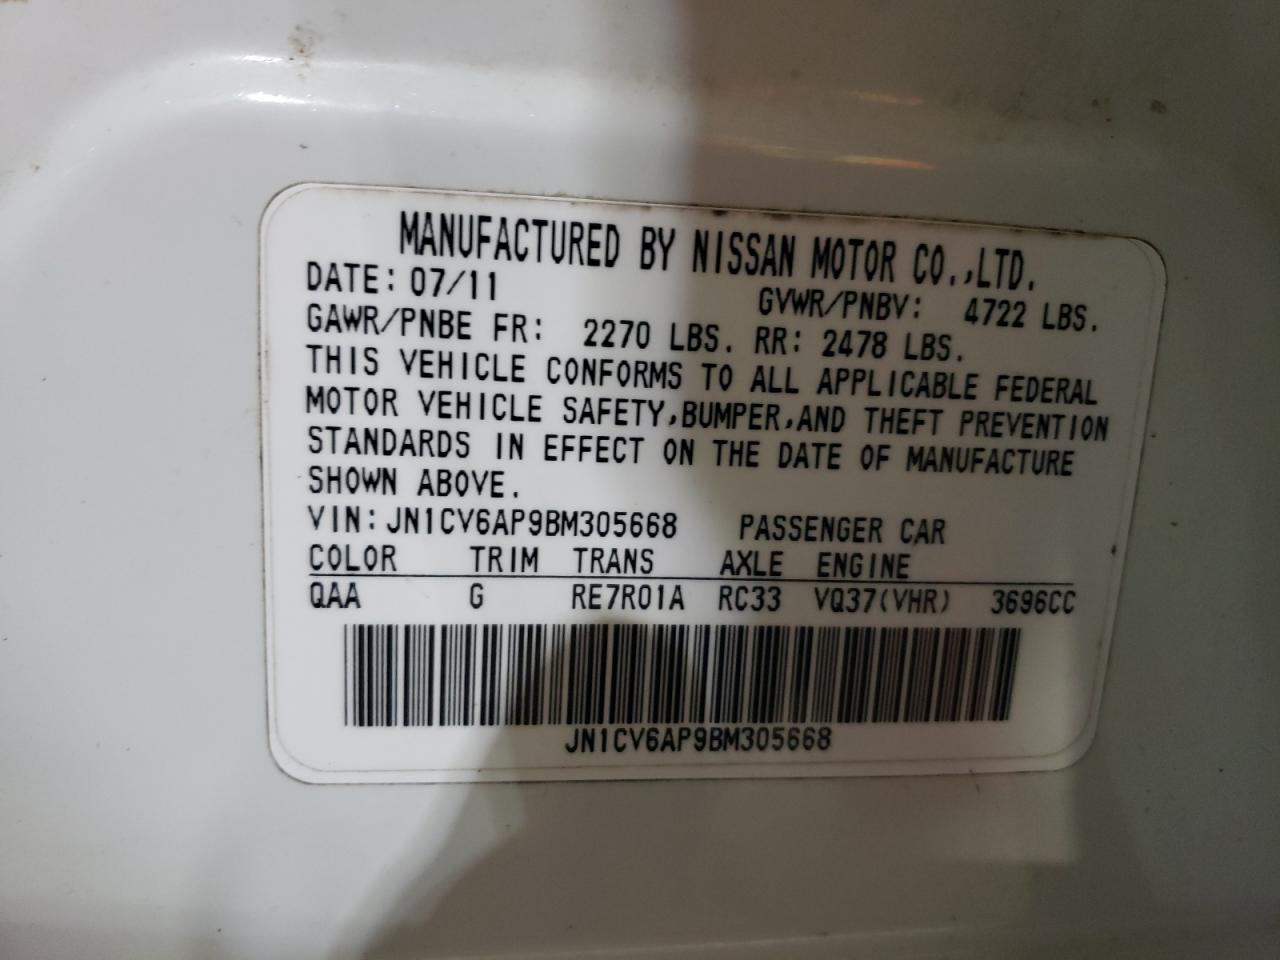 MANUFACTURED BY NISSAN MOTOR CO.,LTD.
DATE: 07/11 GVWR/PNBV: 4722 LBS.
GAWR/PNBE FR: 2270 LBS. RR: 2478 LBS.
THIS VEHICLE CONFORMS TO ALL APPLICABLE FEDERAL
MOTOR VEHICLE SAFETY,BUMPER,AND THEFT PREVENTION
STANDARDS IN EFFECT ON THE DATE OF MANUFACTURE
SHOWN ABOVE.
VIN: JN1CV6AP9BM305668 PASSENGER CAR
COLOR TRIM TRANS AXLE ENGINE
QAA G RE7R01A RC33 VQ37(VHR) 3696CC
JN1CV6AP9BM305668